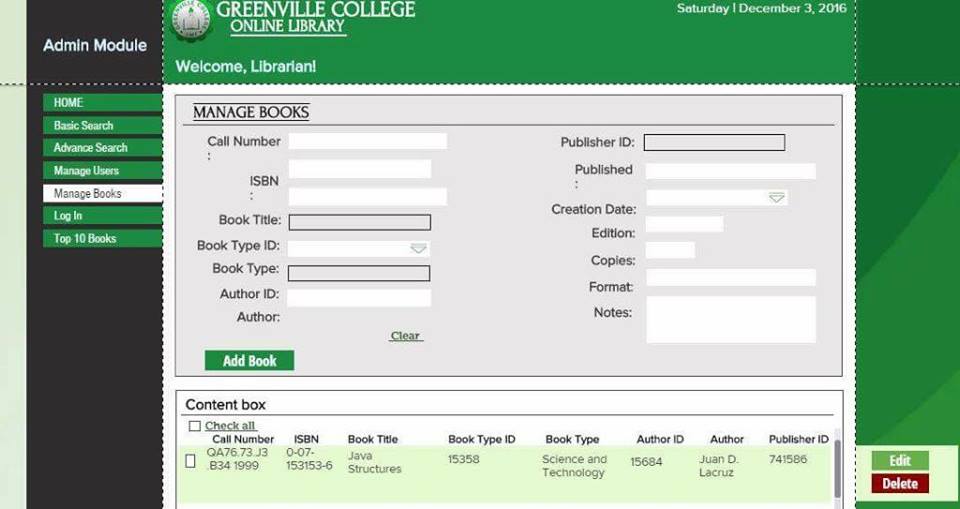 GREENVILLE COLLEGE
ONLINE LIBRARY
Saturday | December 3, 2016
Admin Module
Welcome, Librarian!
HOME
Basic Search
Advance Search
Manage Users
Manage Books
Log In
Top 10 Books
MANAGE BOOKS
Call Number
:
ISBN
:
Book Title:
Book Type ID:
Book Type:
Author ID:
Author:
Clear
Add Book
Publisher ID:
Published
:
Creation Date:
Edition:
Copies:
Format:
Notes:
Content box
Check all
Call Number ISBN Book Title Book Type ID Book Type Author ID Author Publisher ID
QA76.73.J3 0-07- Java 15358 Science and 15684 Juan D. 741586
.B34 1999 153153-6 Structures Technology Lacruz
Edit
Delete